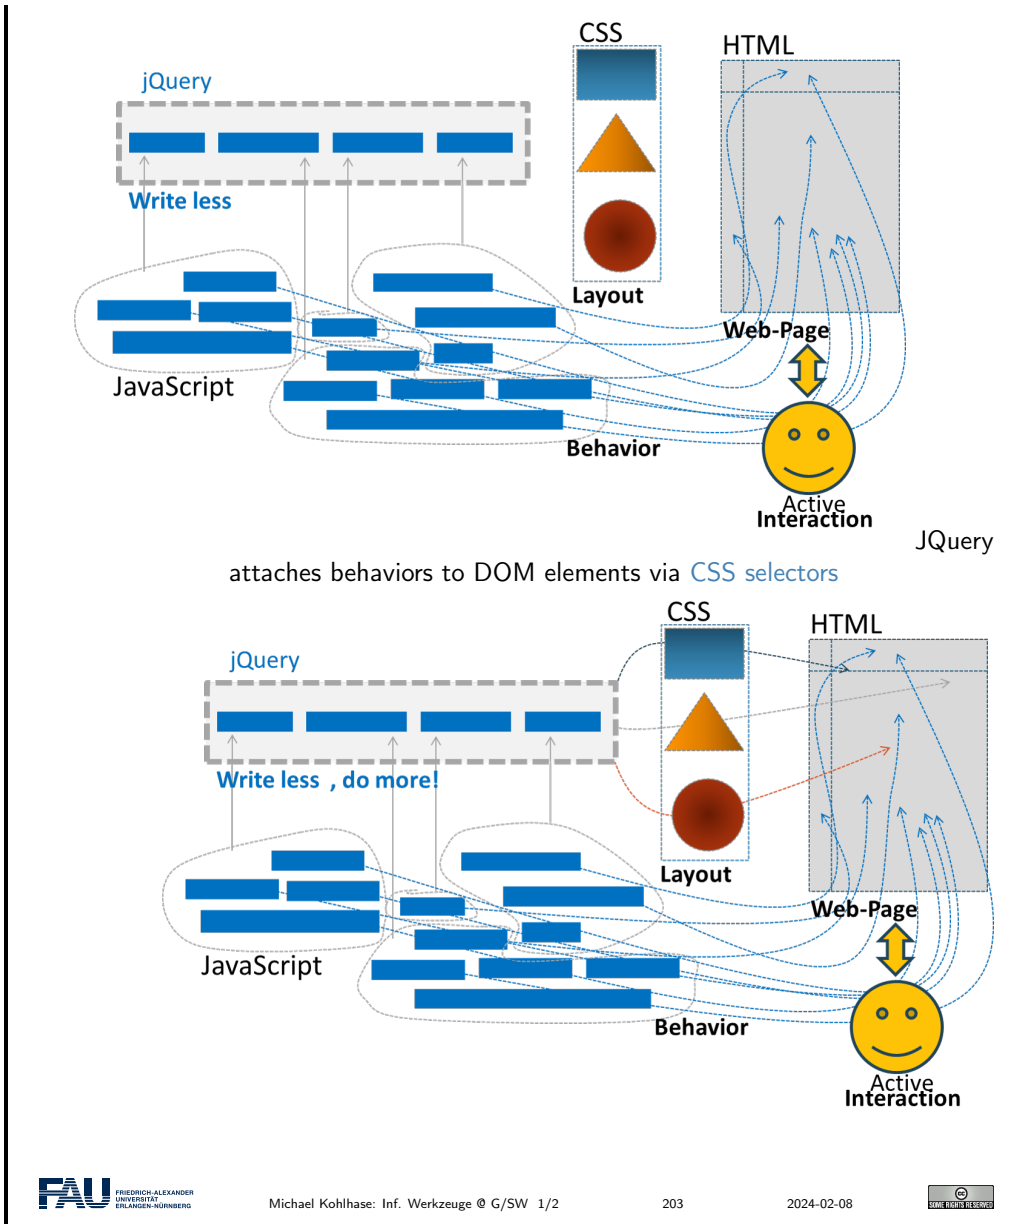 CSS
HTML
jQuery
Write less
Layout
Web-Page
JavaScript
Behavior
Active
Interaction
JQuery
attaches behaviors to DOM elements via CSS selectors
CSS
HTML
jQuery
Write less , do more!
Layout
Web-Page
JavaScript
Behavior
Active
Interaction
FAU
FRIEDRICH-ALEXANDER
UNIVERSITÄT
ERLANGEN-NÜRNBERG
Michael Kohlhase: Inf. Werkzeuge @ G/SW 1/2
203
2024-02-08
cc
SOME RIGHTS RESERVED